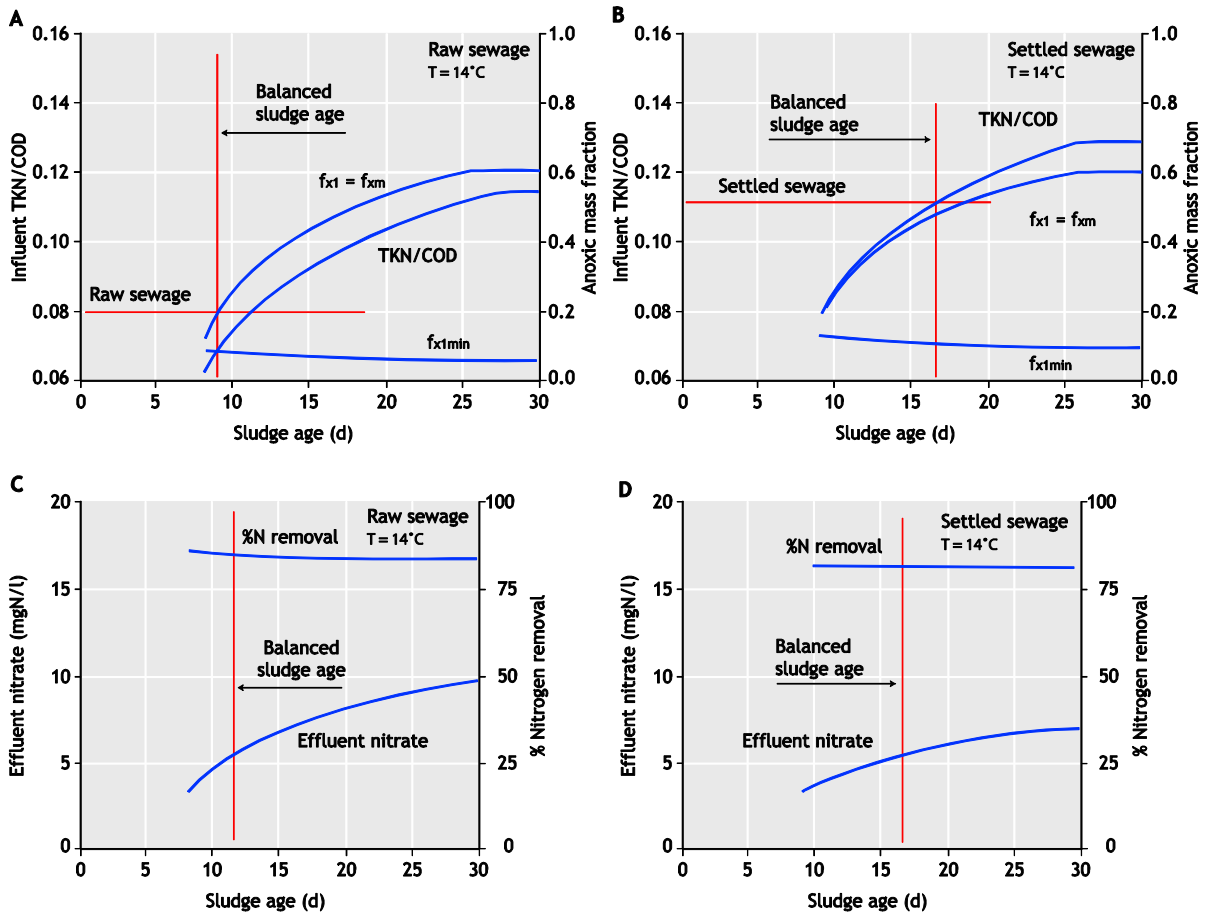 A
Raw sewage
T = 14°C
Balanced
sludge age
fx1 = fxm
TKN/COD
Raw sewage
fx1min
Influent TKN/COD
0.16
0.14
0.12
0.10
0.08
0.06
Anoxic mass fraction
1.0
0.8
0.6
0.4
0.2
0.0
0 5 10 15 20 25 30
Sludge age (d)
B
Settled sewage
T = 14°C
Balanced
sludge age
TKN/COD
Settled sewage
fx1 = fxm
fx1min
Influent TKN/COD
0.16
0.14
0.12
0.10
0.08
0.06
Anoxic mass fraction
1.0
0.8
0.6
0.4
0.2
0.0
0 5 10 15 20 25 30
Sludge age (d)
C
Raw sewage
T = 14°C
%N removal
Balanced
sludge age
Effluent nitrate
Effluent nitrate (mgN/l)
20
15
10
5
0
% Nitrogen removal
100
75
50
25
0
0 5 10 15 20 25 30
Sludge age (d)
D
Settled sewage
T = 14°C
%N removal
Balanced
sludge age
Effluent nitrate
Effluent nitrate (mgN/l)
20
15
10
5
0
% Nitrogen removal
100
75
50
25
0
0 5 10 15 20 25 30
Sludge age (d)